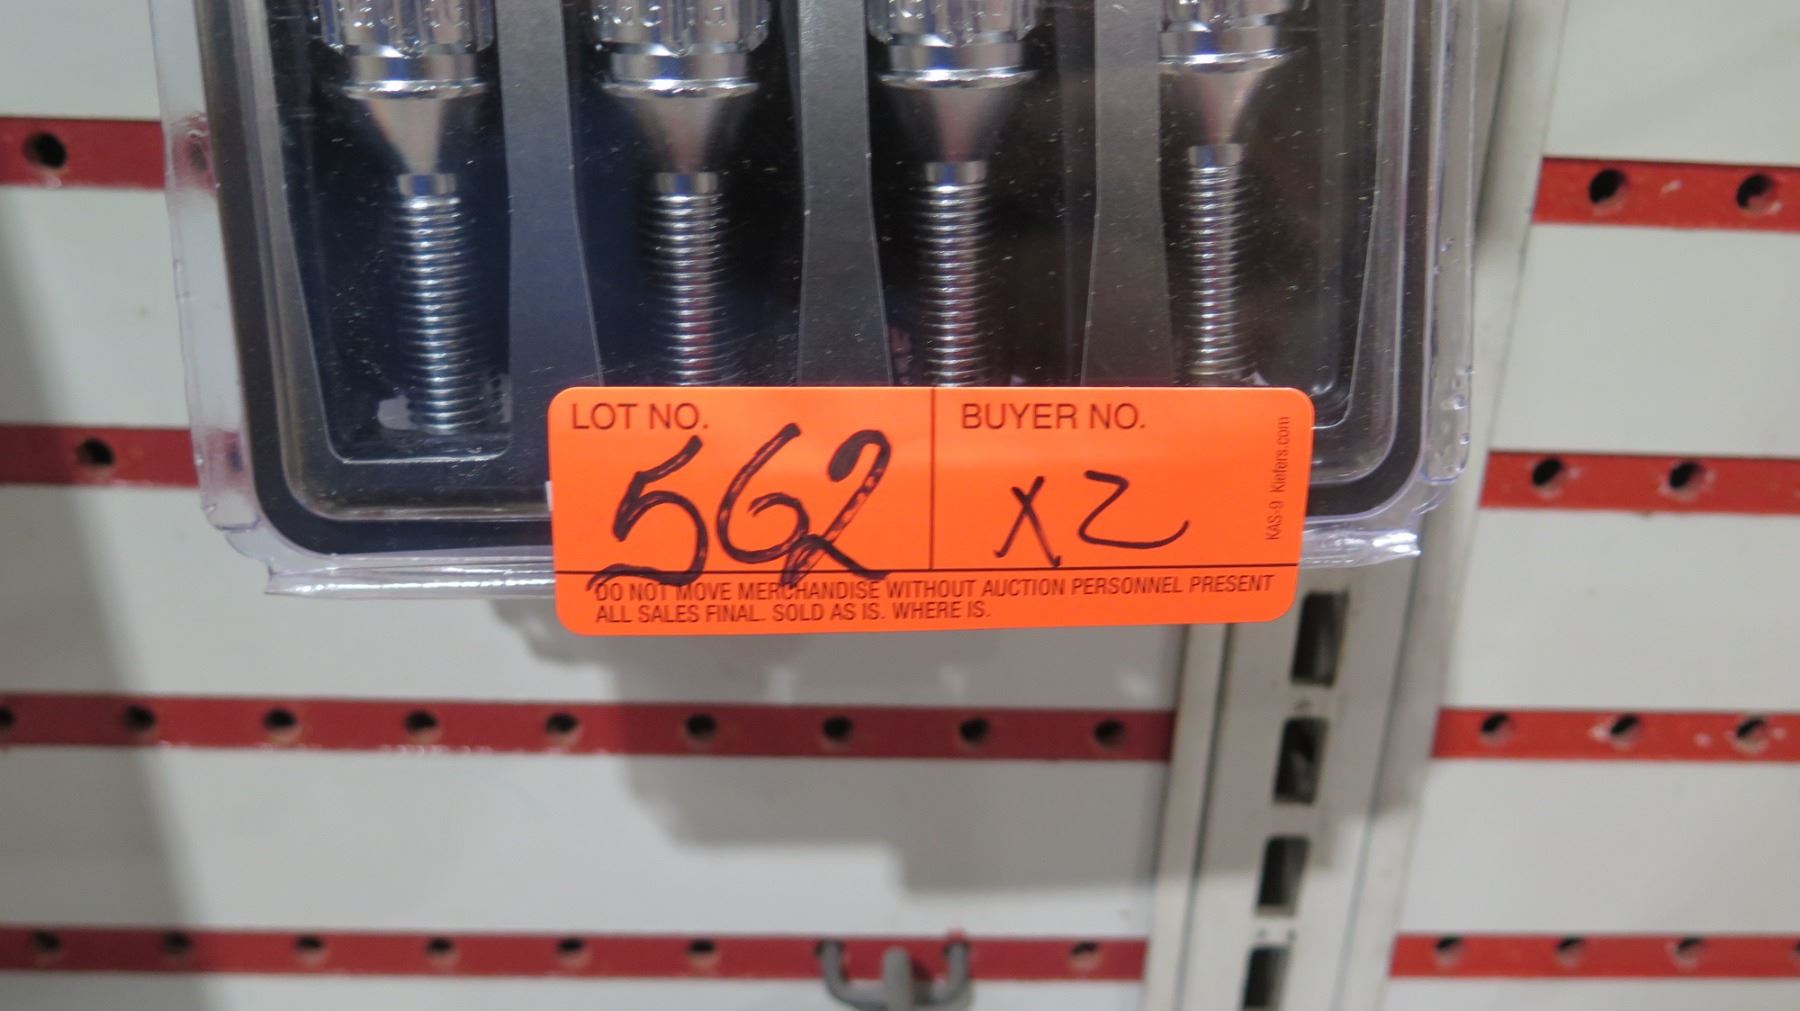 LOT NO. BUYER NO.
562 X2
KAS-9 Kiefers.com
DO NOT MOVE MERCHANDISE WITHOUT AUCTION PERSONNEL PRESENT
ALL SALES FINAL. SOLD AS IS. WHERE IS.